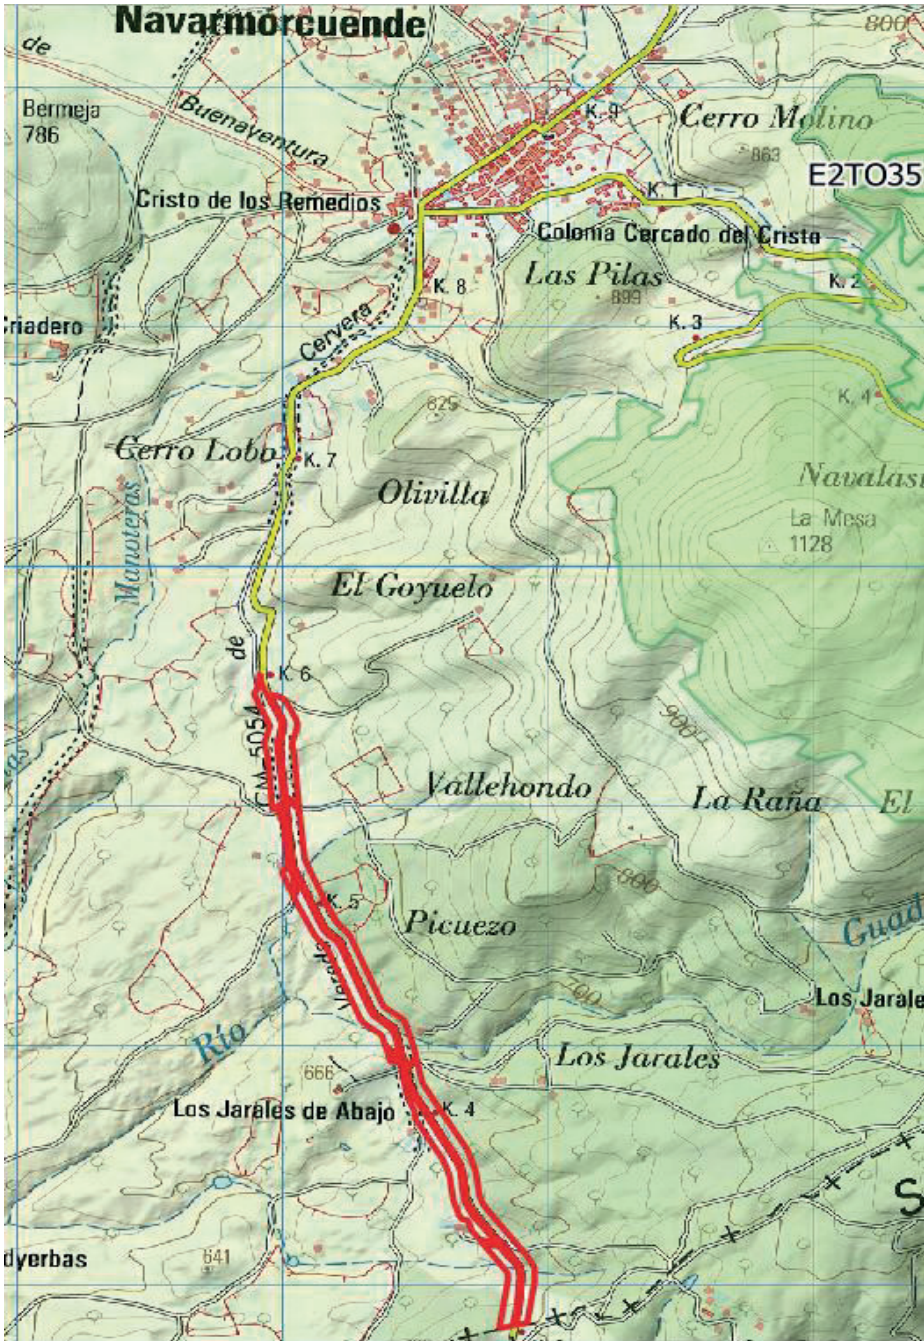 Navarmorcuende
800
de
Bermeja
786
Buenaventura
K. 9
Cerro Molino
863
E2TO35
Cristo de los Remedios
K. 1
Colonia Cercado del Cristo
Las Pilas
899
K. 2
K. 8
K. 3
Criadero
Cervera
K. 4
825
Cerro Lobo
K. 7
Olivilla
Navalasi
La Mesa
1128
Manoteras
El Goyuelo
de
K. 6
CM-5054
900
Vallehondo
La Raña
El
800
K. 5
Picuezo
Guad
Vereda
700
Los Jarale
Río
Los Jarales
666
Los Jarales de Abajo
K. 4
S
dyerbas
641